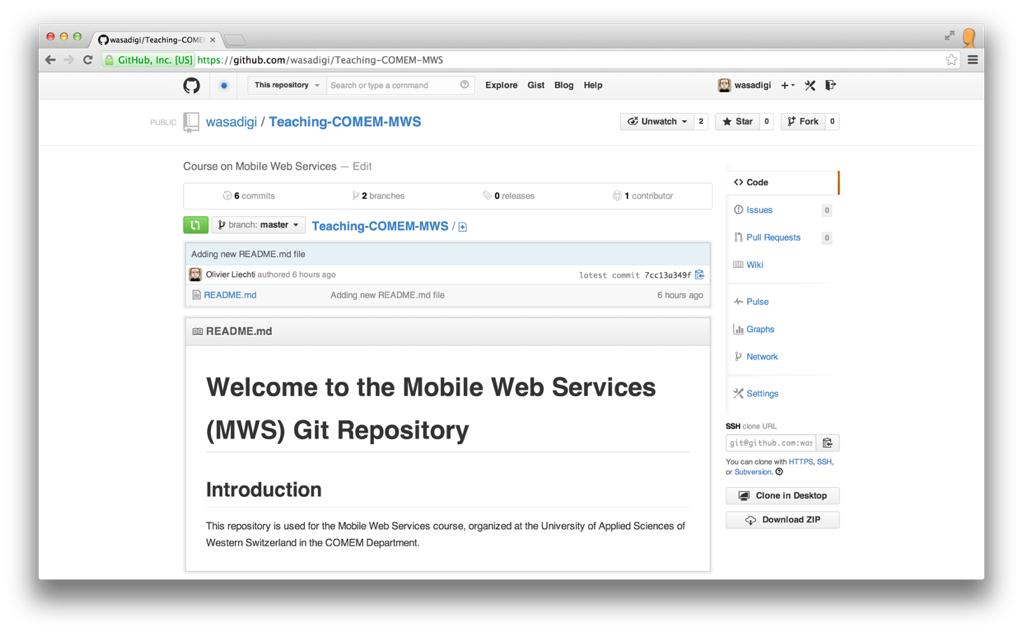 wasadigi/Teaching-COME
GitHub, Inc. [US] https://github.com/wasadigi/Teaching-COMEM-MWS
This repository Search or type a command Explore Gist Blog Help wasadigi
PUBLIC wasadigi / Teaching-COMEM-MWS Unwatch 2 Star 0 Fork 0
Course on Mobile Web Services — Edit
6 commits 2 branches 0 releases 1 contributor
branch: master Teaching-COMEM-MWS /
Adding new README.md file
Olivier Liechti authored 6 hours ago latest commit 7cc13a349f
README.md Adding new README.md file 6 hours ago
README.md
Welcome to the Mobile Web Services
(MWS) Git Repository
Introduction
This repository is used for the Mobile Web Services course, organized at the University of Applied Sciences of
Western Switzerland in the COMEM Department.
Code
Issues 0
Pull Requests 0
Wiki
Pulse
Graphs
Network
Settings
SSH clone URL
git@github.com:was
You can clone with HTTPS, SSH,
or Subversion.
Clone in Desktop
Download ZIP